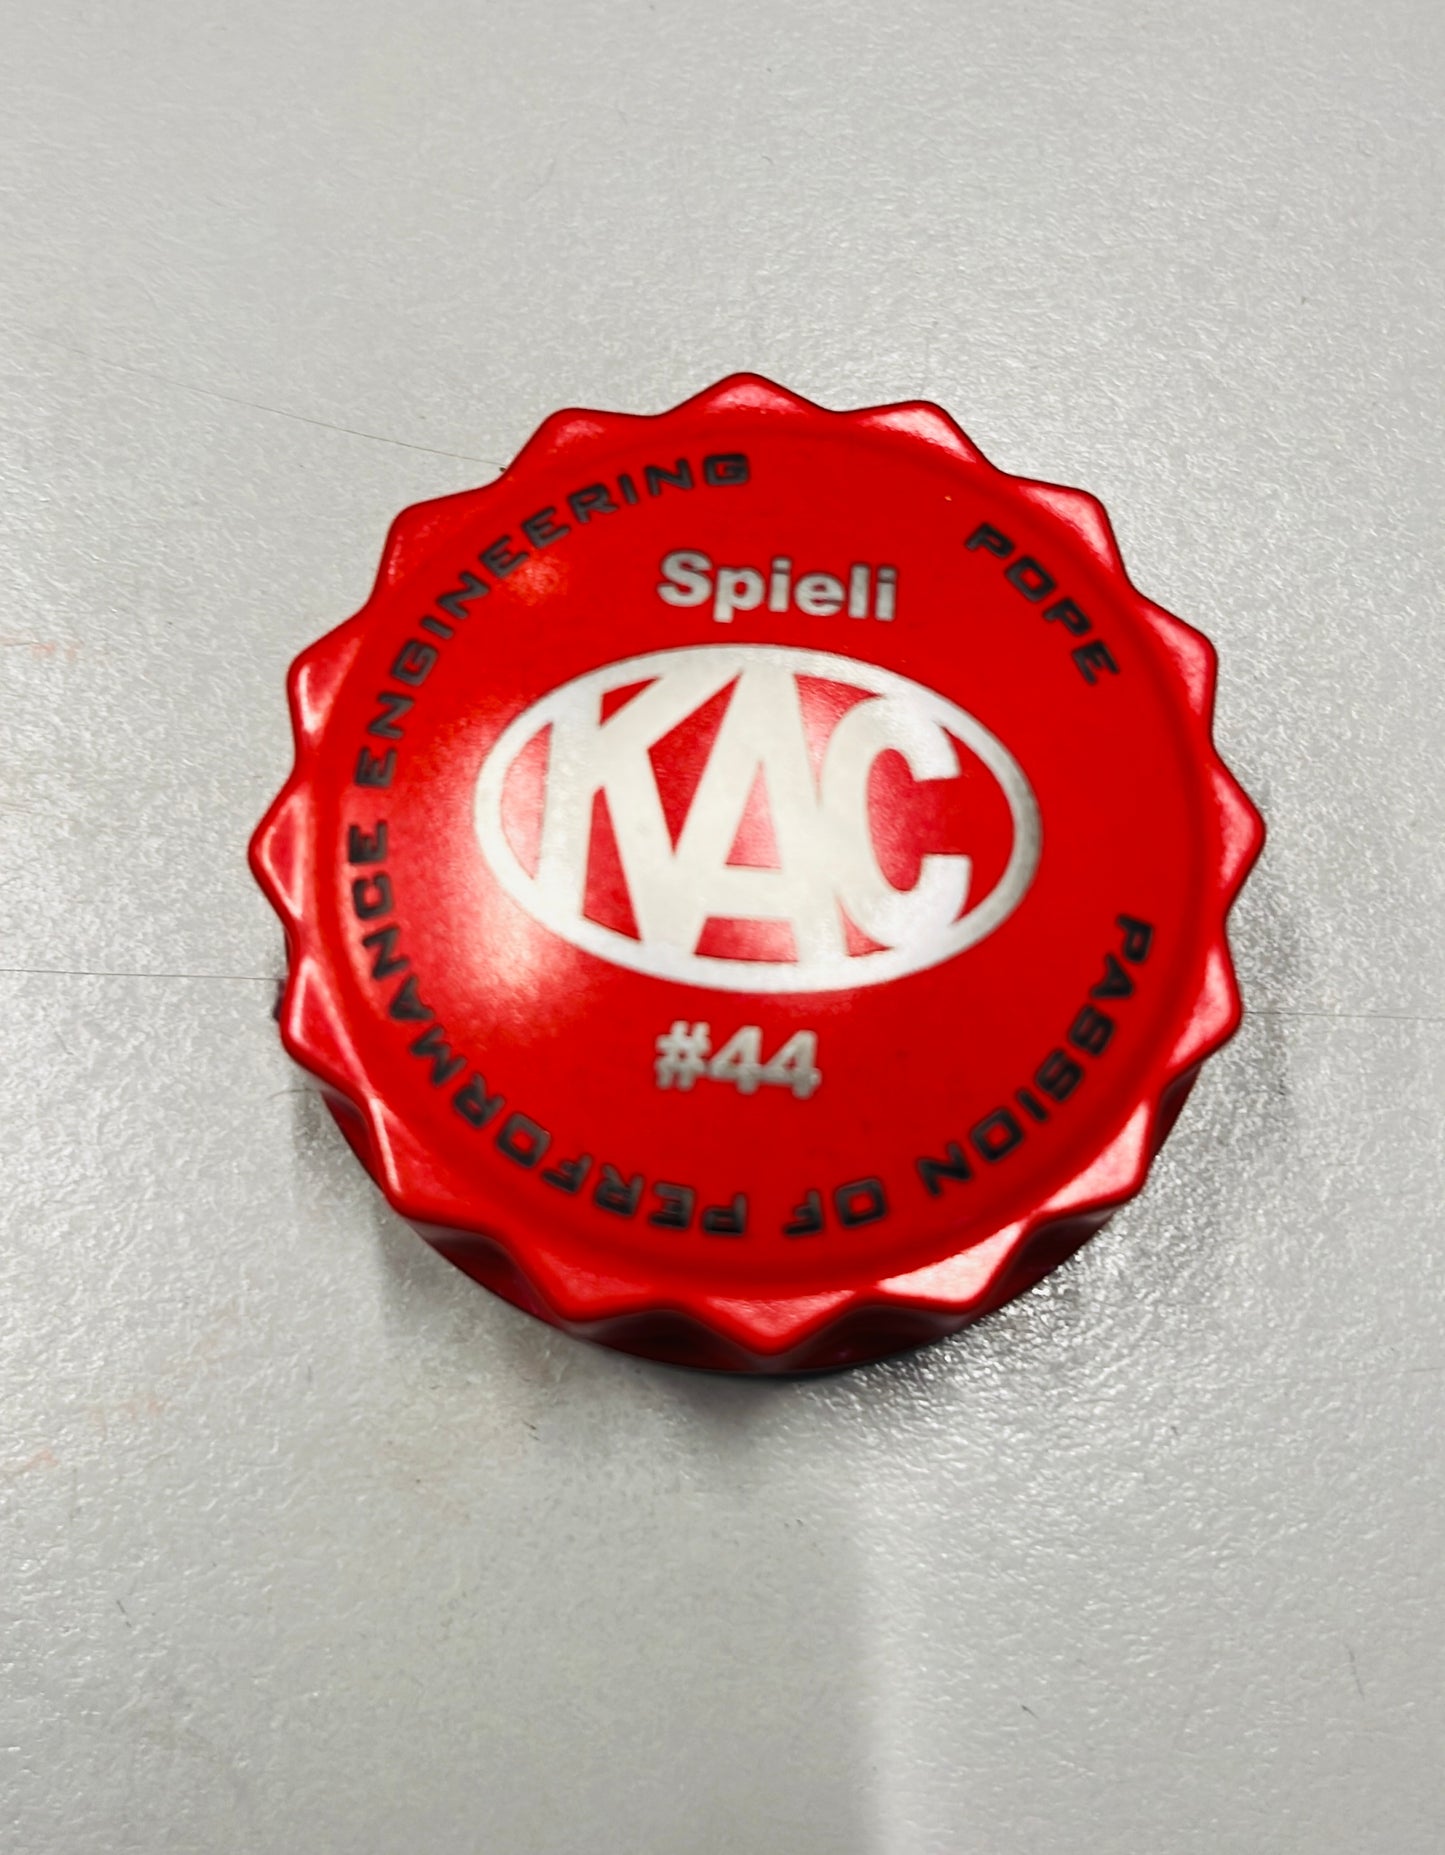 Spieli
KAC
#44
POPE
PASSION OF PERFORMANCE ENGINEERING